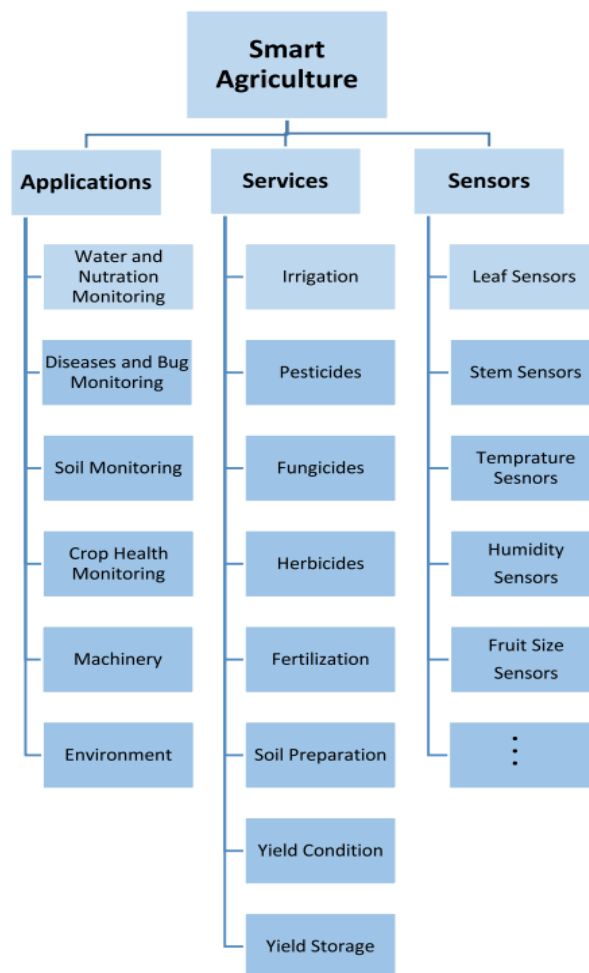 Smart
Agriculture
Applications
Services
Sensors
Water and
Nutration
Monitoring
Diseases and Bug
Monitoring
Soil Monitoring
Crop Health
Monitoring
Machinery
Environment
Irrigation
Pesticides
Fungicides
Herbicides
Fertilization
Soil Preparation
Yield Condition
Yield Storage
Leaf Sensors
Stem Sensors
Temprature
Sesnors
Humidity
Sensors
Fruit Size
Sensors
⋮